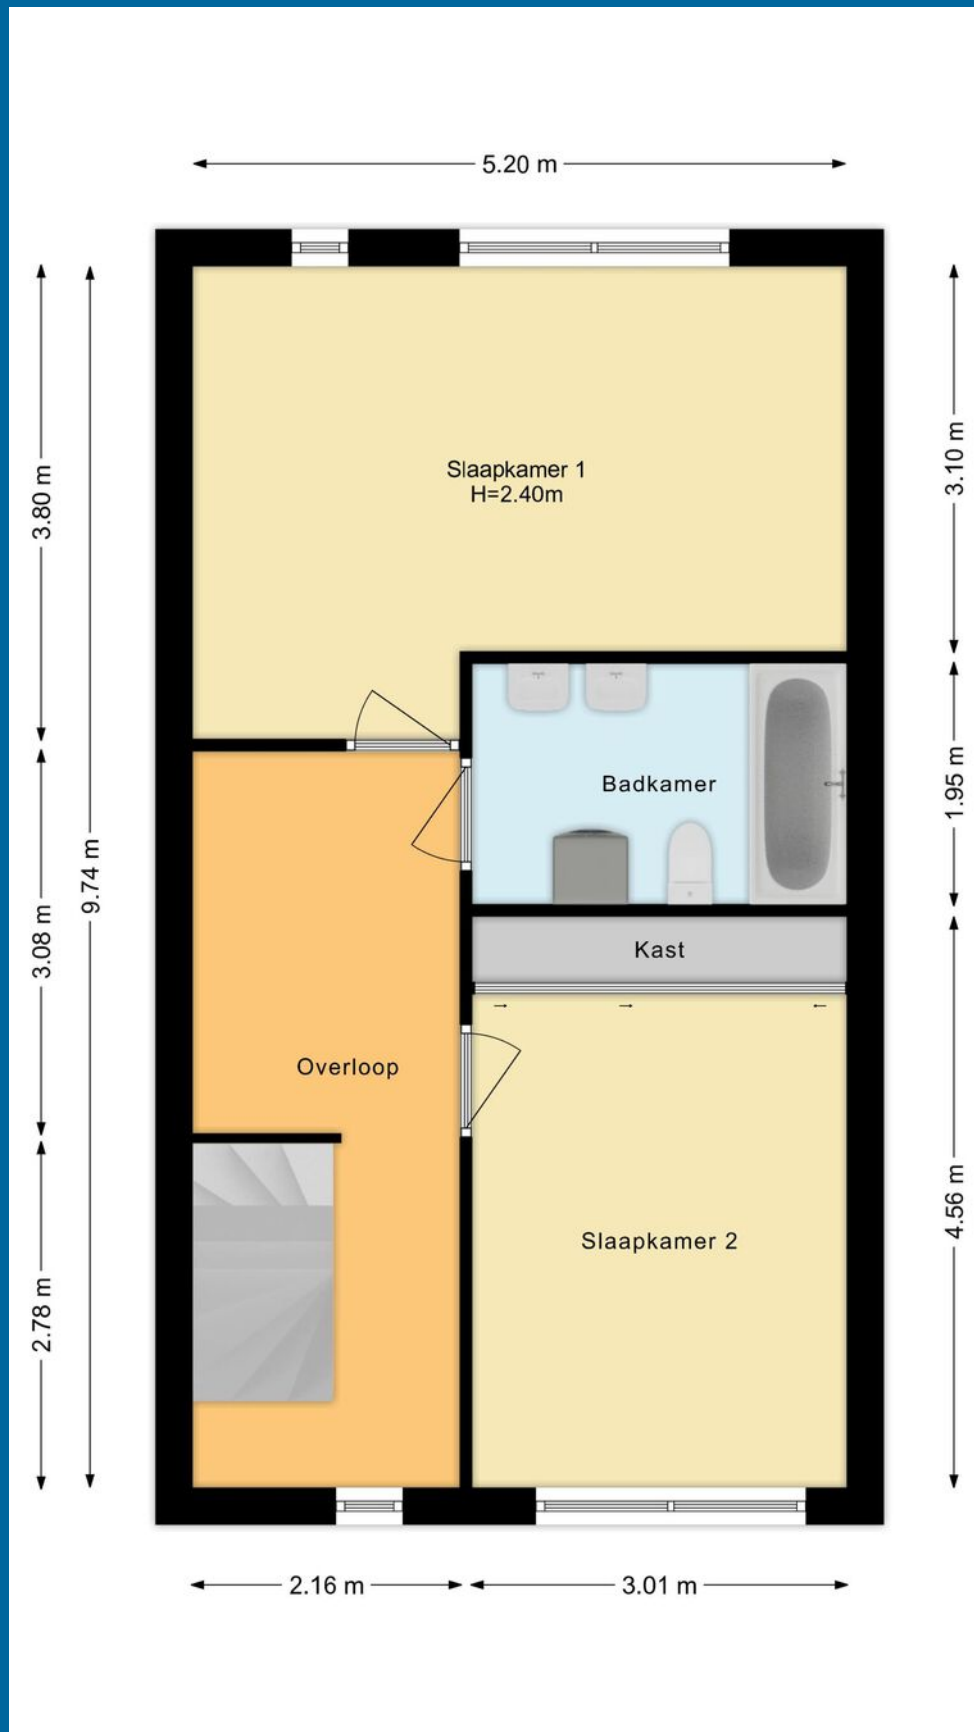 5.20 m
3.80 m
9.74 m
3.10 m
Slaapkamer 1
H=2.40m
Badkamer
1.95 m
3.08 m
Kast
Overloop
4.56 m
Slaapkamer 2
2.78 m
2.16 m
3.01 m